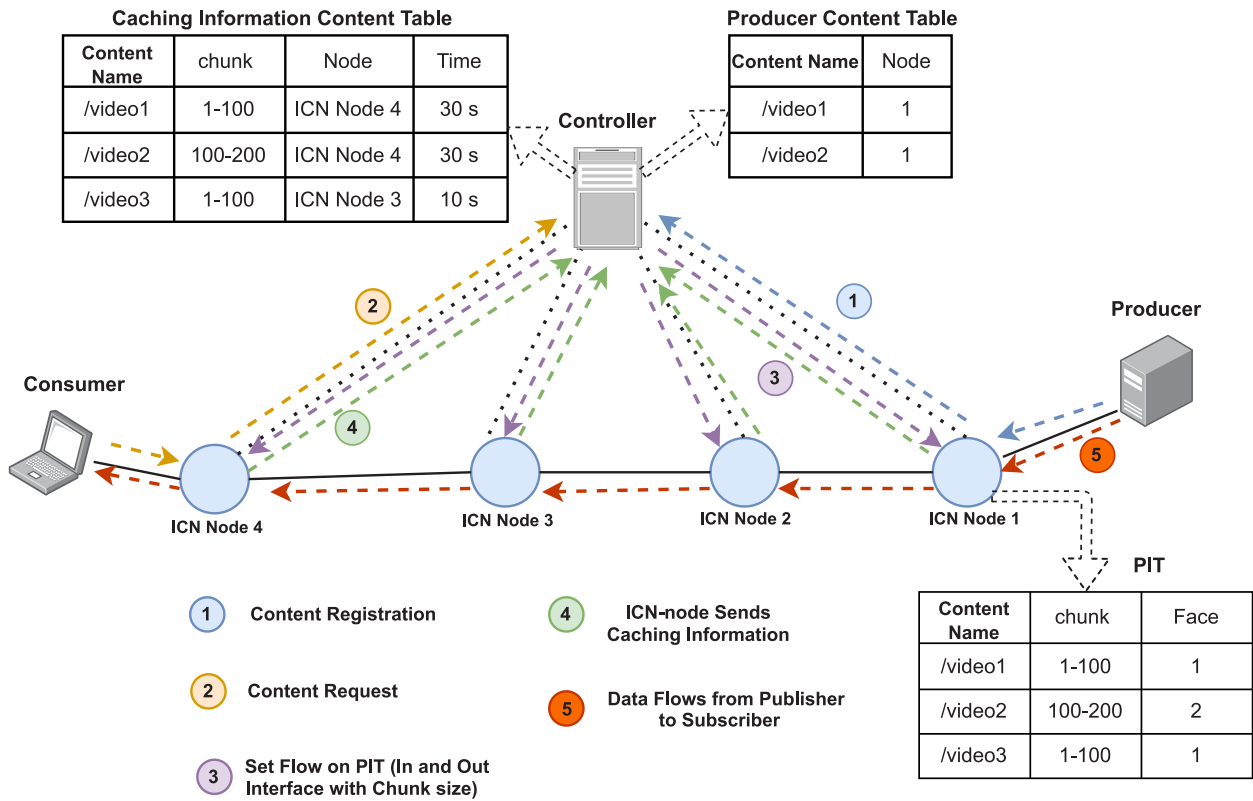 Caching Information Content Table
Content Name chunk Node Time
/video1 1-100 ICN Node 4 30 s
/video2 100-200 ICN Node 4 30 s
/video3 1-100 ICN Node 3 10 s
Producer Content Table
Content Name Node
/video1 1
/video2 1
Controller
2
1
Producer
3
Consumer
4
5
ICN Node 4
ICN Node 3
ICN Node 2
ICN Node 1
PIT
Content Name chunk Face
/video1 1-100 1
/video2 100-200 2
/video3 1-100 1
1 Content Registration
2 Content Request
3 Set Flow on PIT (In and Out
Interface with Chunk size)
4 ICN-node Sends
Caching Information
5 Data Flows from Publisher
to Subscriber